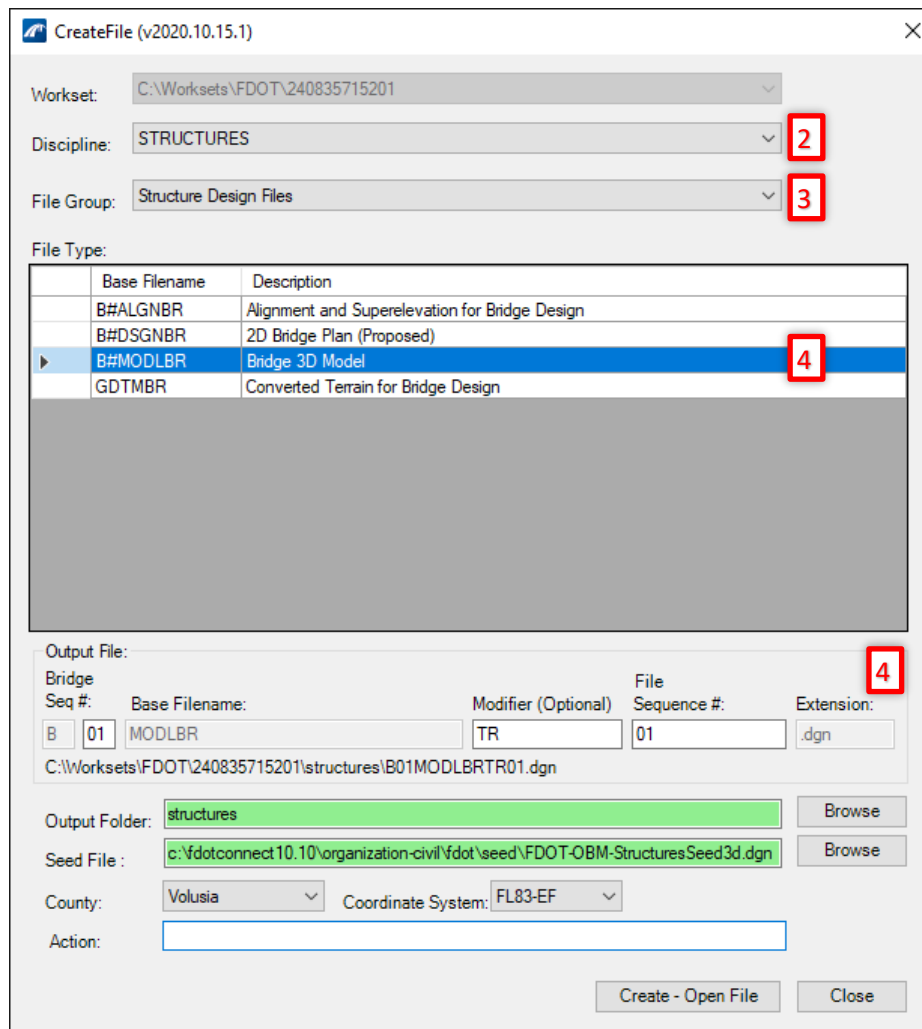 CreateFile (v2020.10.15.1)
Workset: C:\Worksets\FDOT\240835715201
Discipline: STRUCTURES 2
File Group: Structure Design Files 3
File Type:
Base Filename Description
B#ALGNBR Alignment and Superelevation for Bridge Design
B#DSGNBR 2D Bridge Plan (Proposed)
B#MODLBR Bridge 3D Model 4
GDTMBR Converted Terrain for Bridge Design
Output File: 4
Bridge File
Seq #: Base Filename: Modifier (Optional) Sequence #: Extension:
B 01 MODLBR TR 01 .dgn
C:\Worksets\FDOT\240835715201\structures\B01MODLBRTR01.dgn
Output Folder: structures Browse
Seed File : c:\fdotconnect10.10\organization-civil\fdot\seed\FDOT-OBM-StructuresSeed3d.dgn Browse
County: Volusia Coordinate System: FL83-EF
Action:
Create - Open File Close